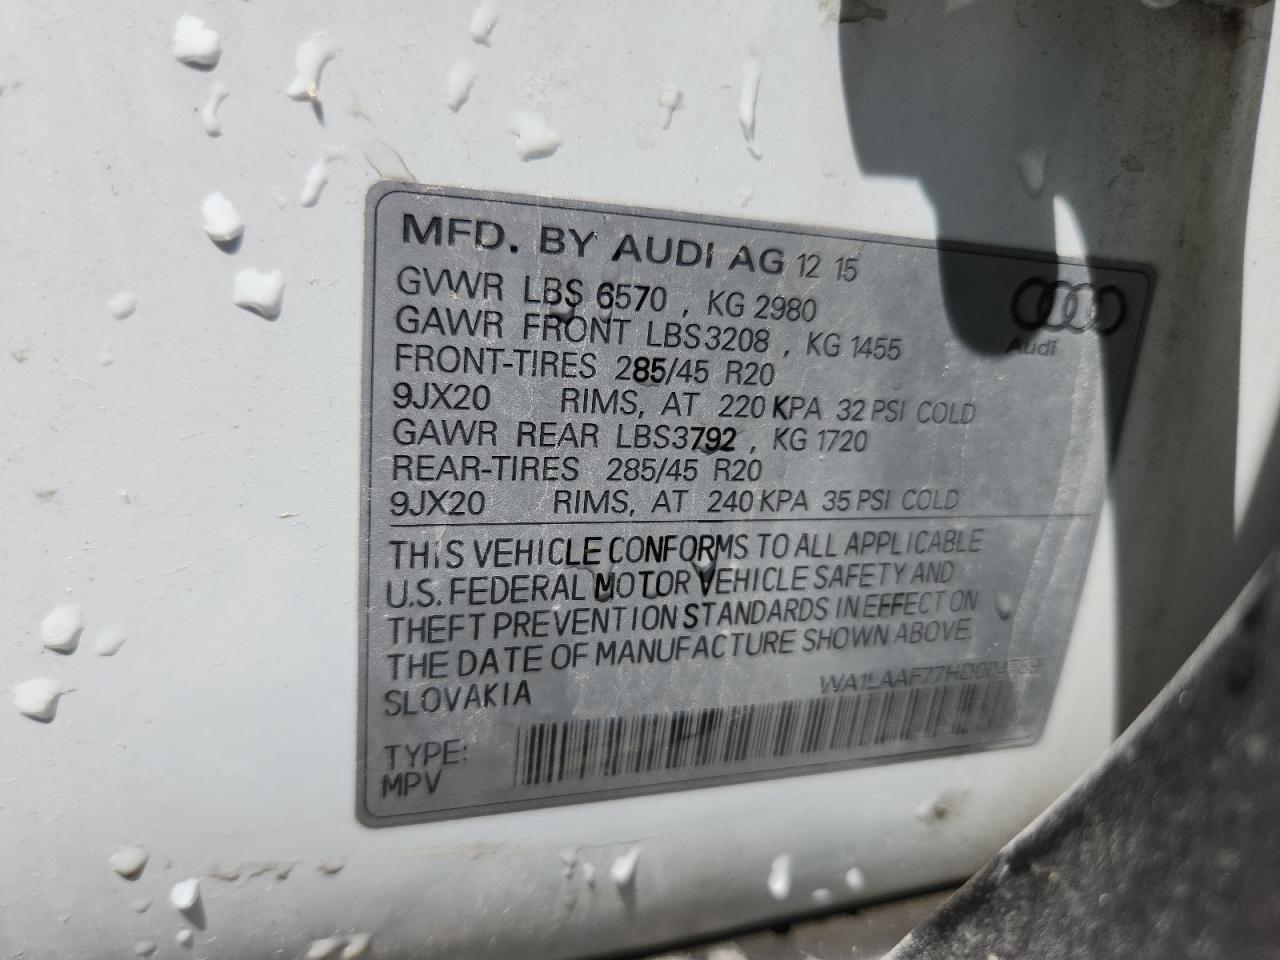 MFD. BY AUDI AG 12 15
GVWR LBS 6570 , KG 2980
GAWR FRONT LBS3208 , KG 1455
FRONT-TIRES 285/45 R20
9JX20 RIMS, AT 220 KPA 32 PSI COLD
GAWR REAR LBS3792 , KG 1720
REAR-TIRES 285/45 R20
9JX20 RIMS, AT 240 KPA 35 PSI COLD
Audi
THIS VEHICLE CONFORMS TO ALL APPLICABLE
U.S. FEDERAL MOTOR VEHICLE SAFETY AND
THEFT PREVENTION STANDARDS IN EFFECT ON
THE DATE OF MANUFACTURE SHOWN ABOVE.
SLOVAKIA
TYPE:
MPV